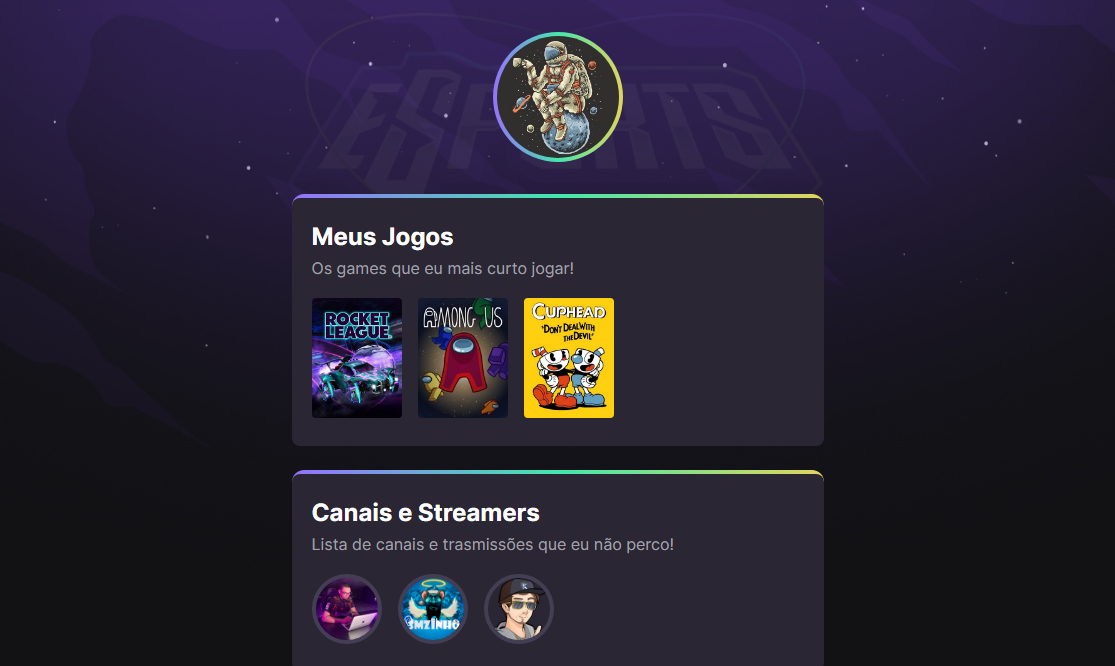 ESPORTS
Meus Jogos
Os games que eu mais curto jogar!
ROCKET
LEAGUE
AMONG US
CUPHEAD
"DON'T DEAL WITH
THE DEVIL"
Canais e Streamers
Lista de canais e trasmissões que eu não perco!
SMZINHO